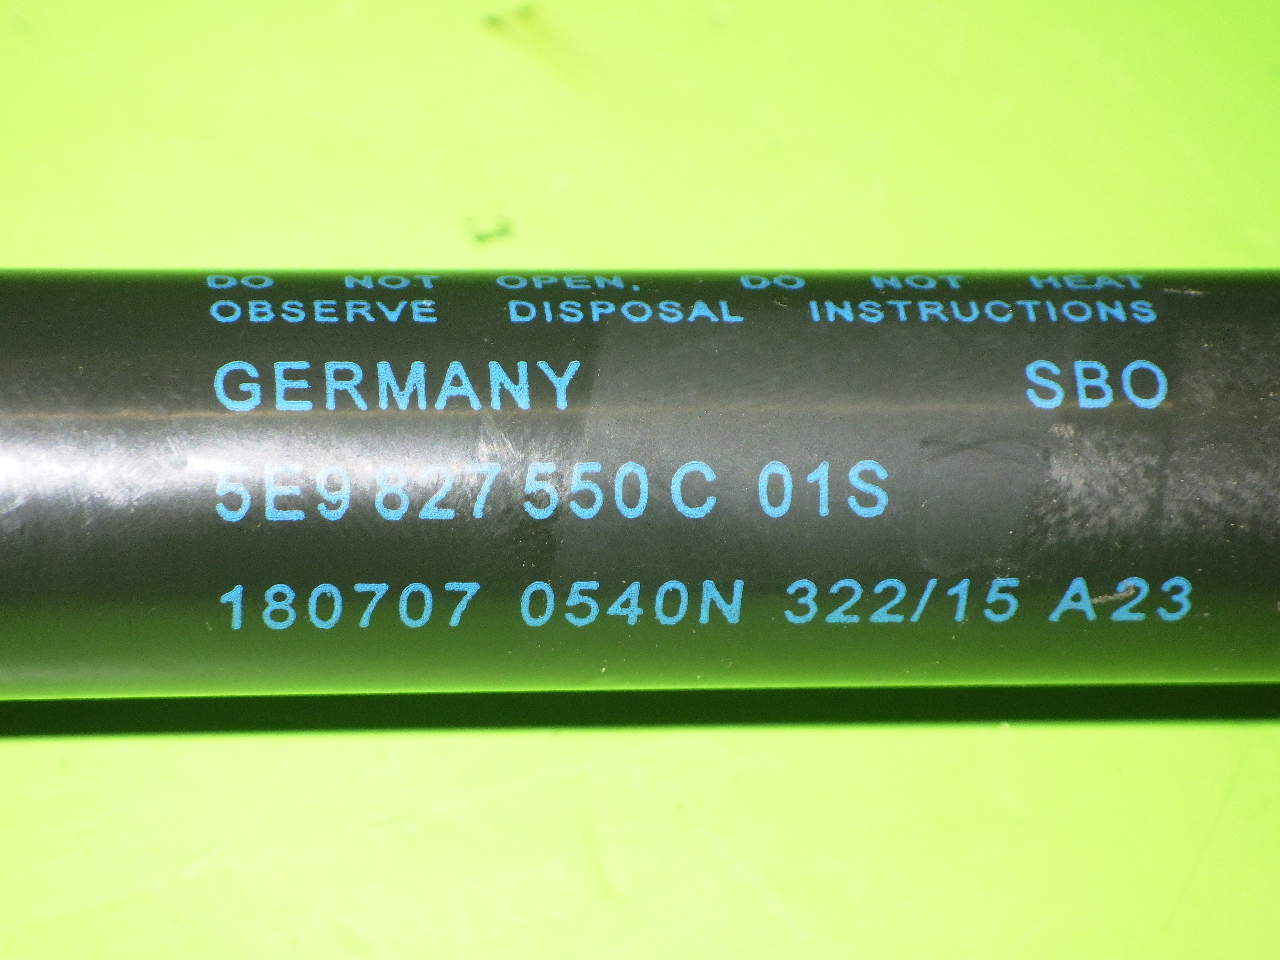 DO NOT OPEN. DO NOT HEAT
OBSERVE DISPOSAL INSTRUCTIONS
GERMANY SBO
5E9 827 550 C 01S
180707 0540N 322/15 A23